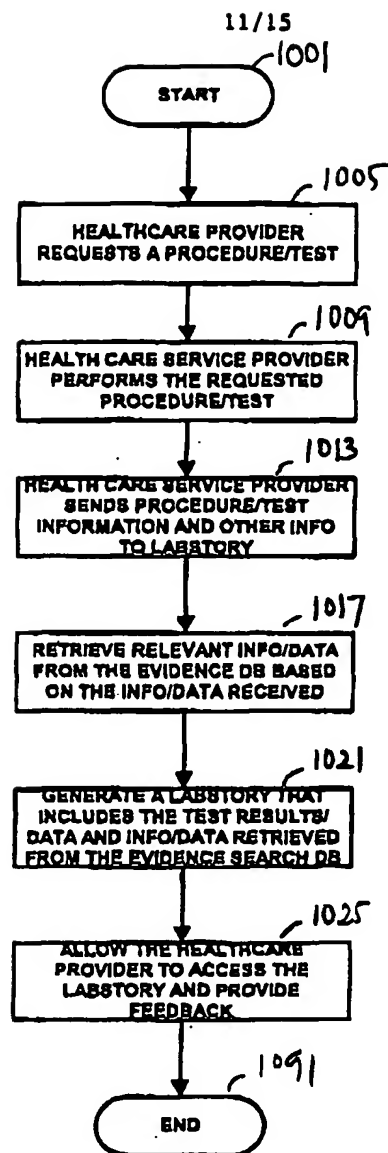 11/15
1001
START
1005
HEALTHCARE PROVIDER
REQUESTS A PROCEDURE/TEST
1009
HEALTH CARE SERVICE PROVIDER
PERFORMS THE REQUESTED
PROCEDURE/TEST
1013
HEALTH CARE SERVICE PROVIDER
SENDS PROCEDURE/TEST
INFORMATION AND OTHER INFO
TO LABSTORY
1017
RETRIEVE RELEVANT INFO/DATA
FROM THE EVIDENCE DB BASED
ON THE INFO/DATA RECEIVED
1021
GENERATE A LABSTORY THAT
INCLUDES THE TEST RESULTS/
DATA AND INFO/DATA RETRIEVED
FROM THE EVIDENCE SEARCH DB
1025
ALLOW THE HEALTHCARE
PROVIDER TO ACCESS THE
LABSTORY AND PROVIDE
FEEDBACK
1091
END